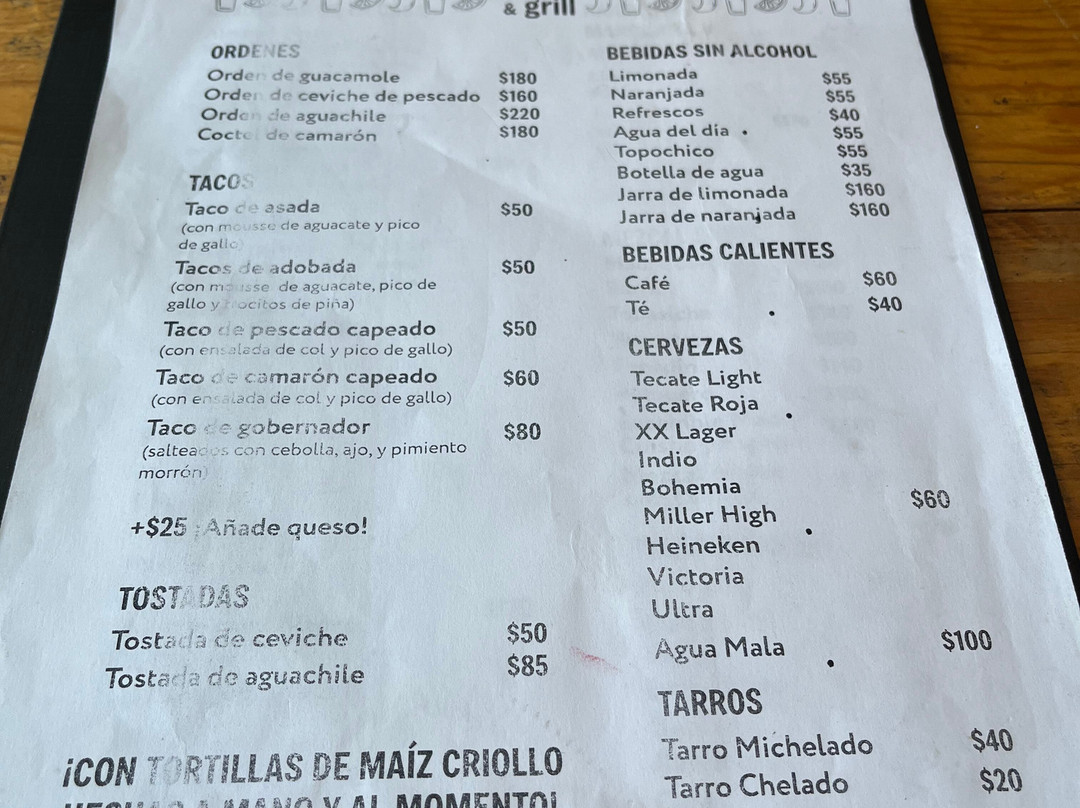 & grill
ORDENES
Orden de guacamole $180
Orden de ceviche de pescado $160
Orden de aguachile $220
Coctel de camarón $180
TACOS
Taco de asada $50
(con mousse de aguacate y pico
de gallo)
Tacos de adobada $50
(con mousse de aguacate, pico de
gallo y trocitos de piña)
Taco de pescado capeado $50
(con ensalada de col y pico de gallo)
Taco de camarón capeado $60
(con ensalada de col y pico de gallo)
Taco de gobernador $80
(salteados con cebolla, ajo, y pimiento
morrón)
+$25 ¡Añade queso!
TOSTADAS
Tostada de ceviche $50
Tostada de aguachile $85
¡CON TORTILLAS DE MAÍZ CRIOLLO
HECHAS A MANO Y AL MOMENTO!
BEBIDAS SIN ALCOHOL
Limonada $55
Naranjada $55
Refrescos $40
Agua del día $55
Topochico $55
Botella de agua $35
Jarra de limonada $160
Jarra de naranjada $160
BEBIDAS CALIENTES
Café $60
Té $40
CERVEZAS
Tecate Light
Tecate Roja
XX Lager
Indio
Bohemia
Miller High $60
Heineken
Victoria
Ultra
Agua Mala $100
TARROS
Tarro Michelado $40
Tarro Chelado $20